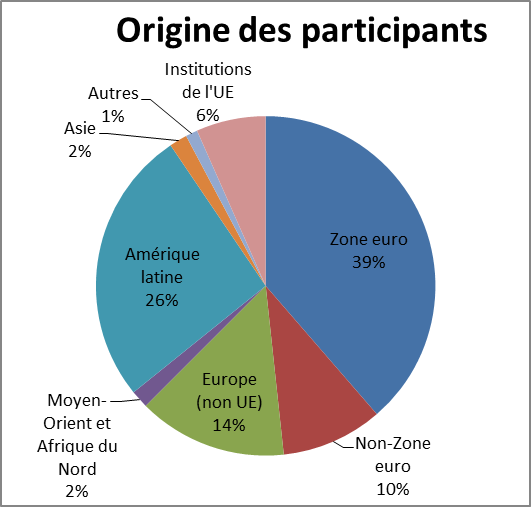 Origine des participants
Institutions
de l'UE
6%
Autres
1%
Asie
2%
Zone euro
39%
Amérique
latine
26%
Europe
(non UE)
14%
Moyen-
Orient et
Afrique du
Nord
2%
Non-Zone
euro
10%